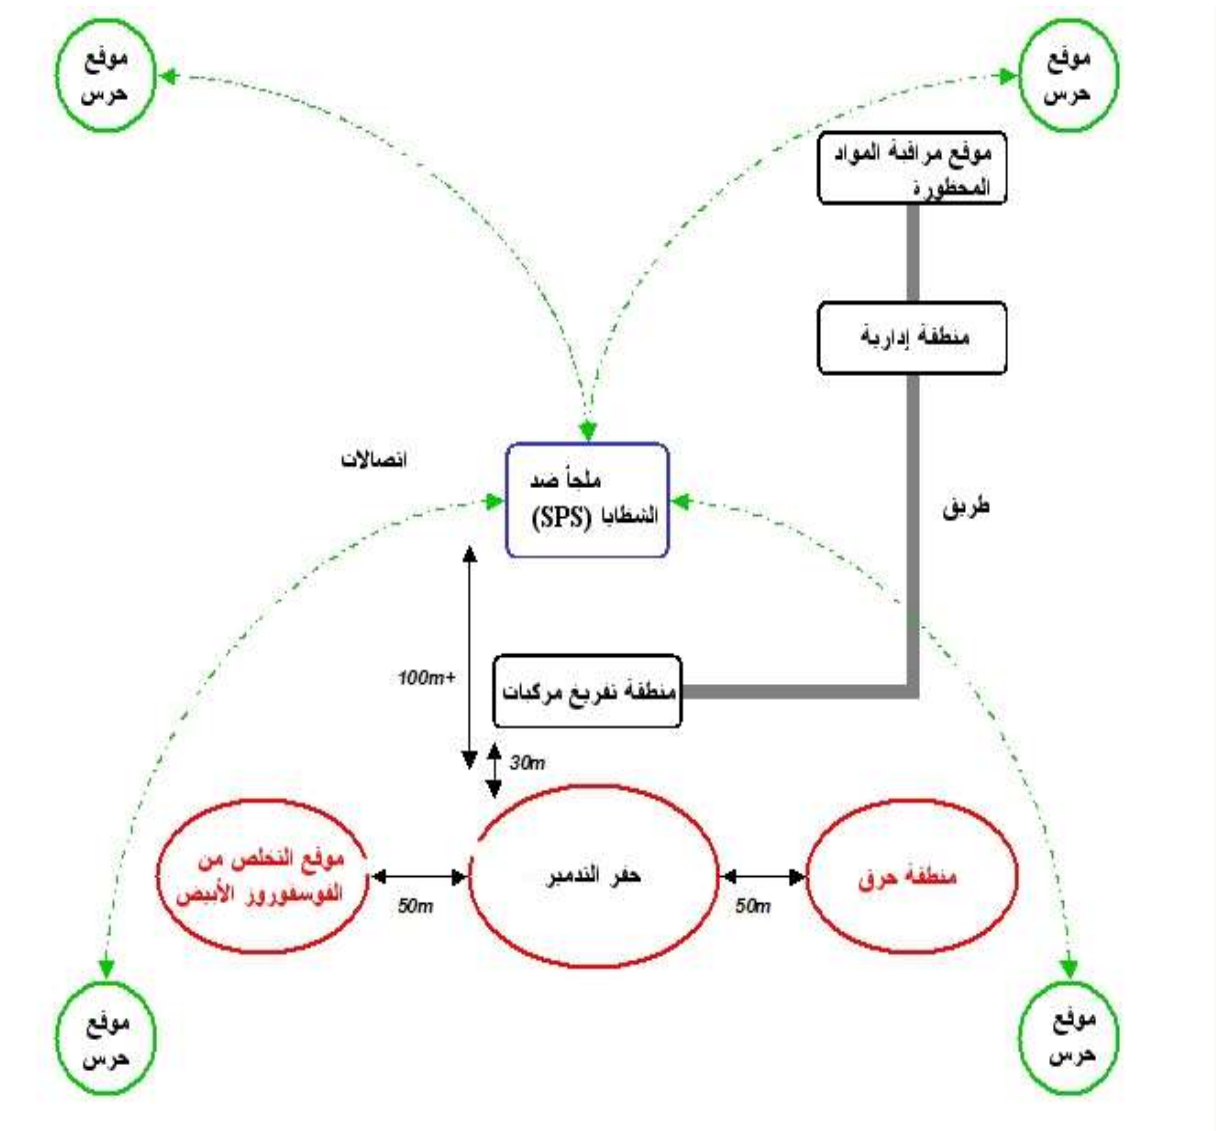 موقع
حرس
موقع
حرس
موقع مراقبة المواد
المحظورة
منطقة إدارية
اتصالات
ملجأ ضد
الشظايا (SPS)
طريق
100m+
منطقة تفريغ مركبات
30m
موقع التخلص من
الفوسفوروز الأبيض
50m
حفر التدمير
50m
منطقة حرق
موقع
حرس
موقع
حرس